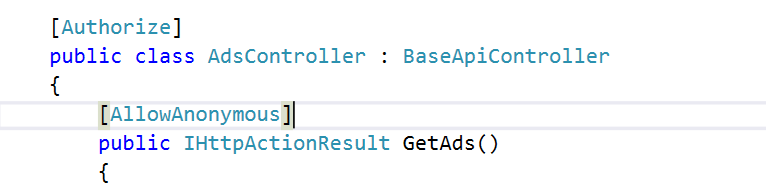 [Authorize]
public class AdsController : BaseApiController
{
[AllowAnonymous]
public IHttpActionResult GetAds()
{